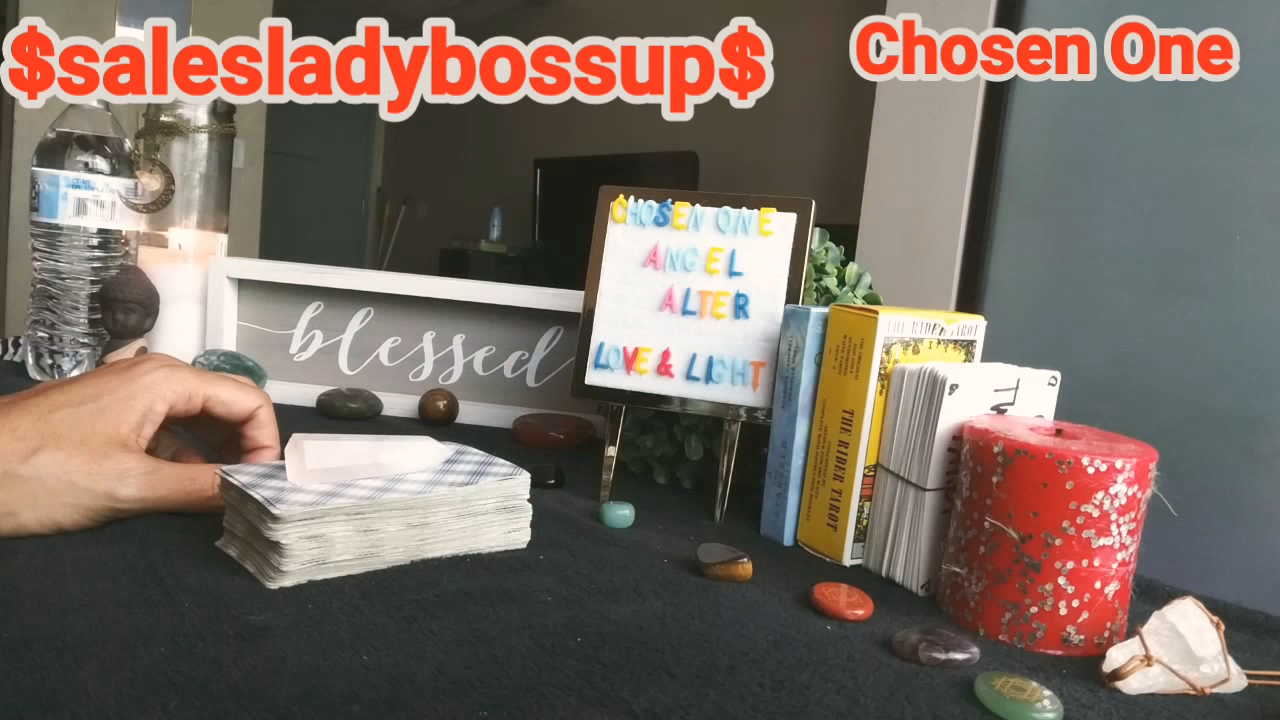 $salesladybossup$
Chosen One
CHOSEN ONE
ANGEL
ALTER
LOVE & LIGHT
blessed
THE RIDER TAROT
THE RIDER TAROT